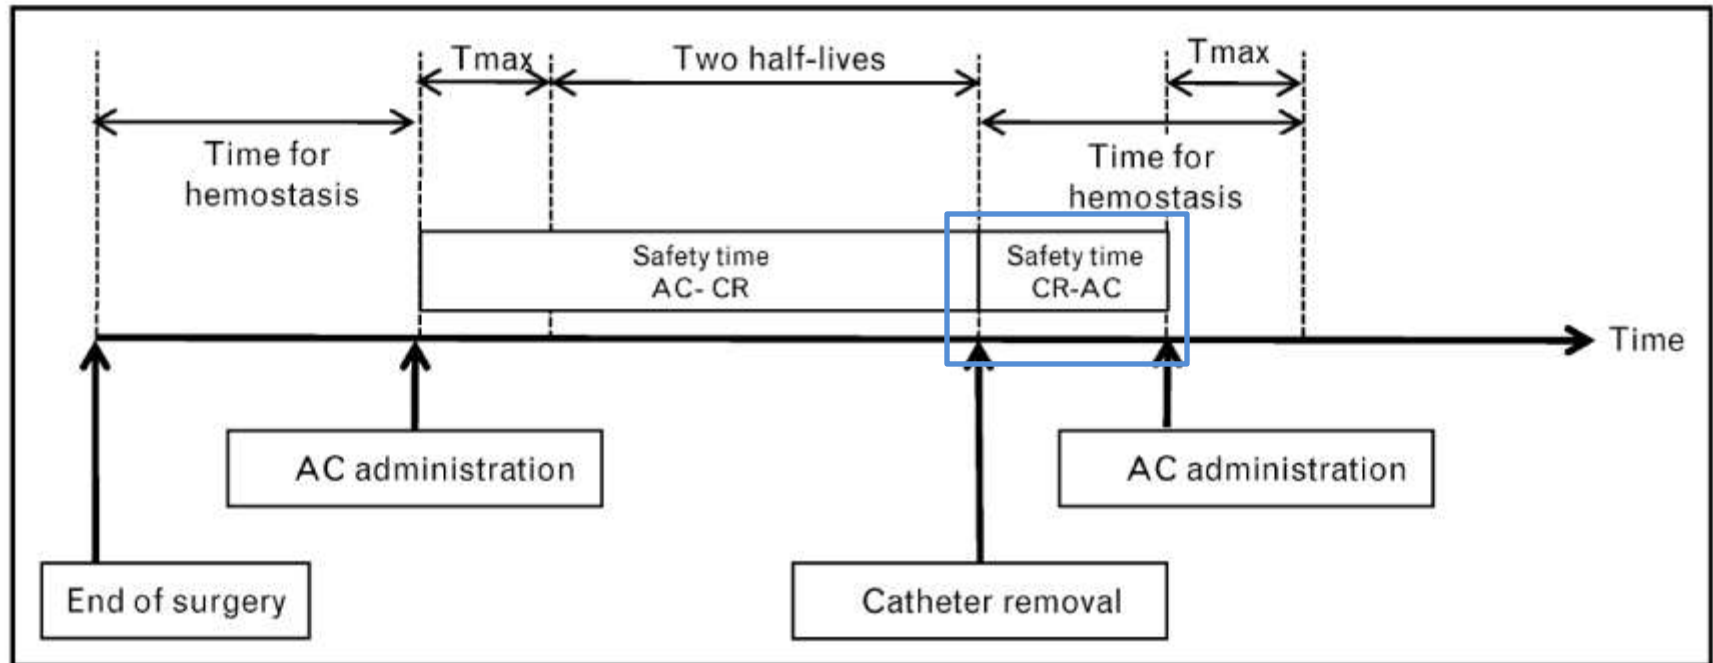 Tmax
Two half-lives
Tmax
Time for
hemostasis
Time for
hemostasis
Safety time
AC- CR
Safety time
CR-AC
Time
AC administration
AC administration
End of surgery
Catheter removal